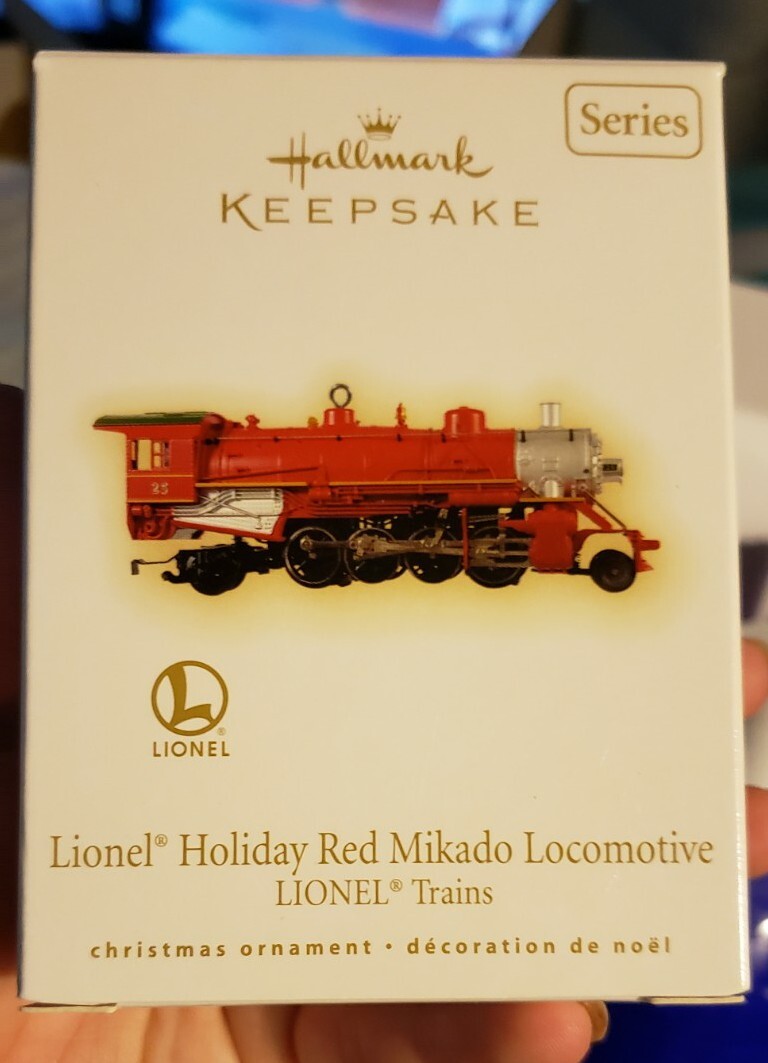 Series
Hallmark
KEEPSAKE
25
L
®
LIONEL
Lionel® Holiday Red Mikado Locomotive
LIONEL® Trains
christmas ornament • décoration de noël